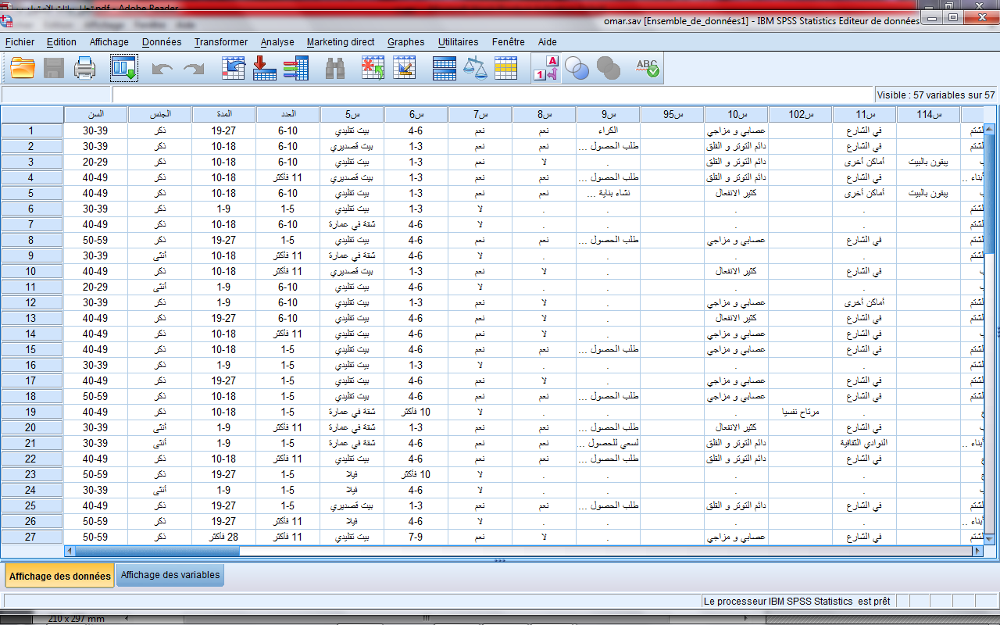 omar.sav [Ensemble_de_données1] - IBM SPSS Statistics Editeur de données
Fichier Edition Affichage Données Transformer Analyse Marketing direct Graphes Utilitaires Fenêtre Aide
Visible : 57 variables sur 57
السن الجنس المدة العدد س5 س6 س7 س8 س9 س95 س10 س102 س11 س114
1 30-39 ذكر 19-27 6-10 بيت تقليدي 4-6 نعم نعم الكراء عصابي و مزاجي في الشارع
2 30-39 ذكر 10-18 6-10 بيت قصديري 1-3 نعم نعم طلب الحصول ... دائم التوتر و القلق في الشارع
3 20-29 ذكر 10-18 6-10 بيت تقليدي 1-3 نعم لا . دائم التوتر و القلق أماكن أخرى يبقون بالبيت
4 40-49 ذكر 10-18 11 فأكثر بيت قصديري 1-3 نعم نعم طلب الحصول ... دائم التوتر و القلق في الشارع
5 40-49 ذكر 10-18 6-10 بيت تقليدي 1-3 نعم نعم نشاء بناية ... كثير الانفعال أماكن أخرى يبقون بالبيت
6 30-39 ذكر 1-9 1-5 بيت تقليدي 1-3 لا . . . .
7 40-49 ذكر 10-18 6-10 شقة في عمارة 4-6 لا . . . .
8 50-59 ذكر 19-27 1-5 بيت تقليدي 4-6 نعم نعم طلب الحصول ... عصابي و مزاجي في الشارع
9 30-39 أنثى 10-18 11 فأكثر شقة في عمارة 4-6 لا . . . .
10 40-49 ذكر 10-18 11 فأكثر بيت قصديري 1-3 نعم لا . كثير الانفعال في الشارع
11 20-29 أنثى 1-9 6-10 بيت تقليدي 4-6 لا . . . .
12 30-39 ذكر 1-9 6-10 بيت تقليدي 1-3 نعم لا . عصابي و مزاجي أماكن أخرى
13 40-49 ذكر 19-27 6-10 بيت تقليدي 4-6 نعم لا . كثير الانفعال في الشارع
14 40-49 ذكر 10-18 11 فأكثر بيت تقليدي 4-6 نعم لا . عصابي و مزاجي في الشارع
15 40-49 ذكر 10-18 1-5 بيت تقليدي 4-6 نعم نعم طلب الحصول ... عصابي و مزاجي في الشارع
16 30-39 ذكر 1-9 1-5 بيت تقليدي 1-3 لا . . . .
17 40-49 ذكر 19-27 1-5 بيت تقليدي 4-6 نعم لا . عصابي و مزاجي في الشارع
18 50-59 ذكر 10-18 1-5 بيت تقليدي 4-6 نعم نعم طلب الحصول ... عصابي و مزاجي في الشارع
19 40-49 ذكر 10-18 1-5 شقة في عمارة 10 فأكثر لا . . . مرتاح نفسيا .
20 30-39 أنثى 1-9 11 فأكثر شقة في عمارة 1-3 نعم نعم طلب الحصول ... كثير الانفعال في الشارع
21 30-39 أنثى 1-9 1-5 شقة في عمارة 4-6 نعم نعم لسعي للحصول ... دائم التوتر و القلق النوادي الثقافية
22 40-49 ذكر 10-18 11 فأكثر بيت تقليدي 4-6 نعم نعم طلب الحصول ... دائم التوتر و القلق في الشارع
23 50-59 ذكر 19-27 1-5 فيلا 10 فأكثر لا . . . .
24 30-39 أنثى 1-9 1-5 فيلا 4-6 لا . . . .
25 40-49 ذكر 19-27 1-5 بيت قصديري 1-3 نعم نعم طلب الحصول ... دائم التوتر و القلق في الشارع
26 50-59 ذكر 19-27 11 فأكثر فيلا 4-6 لا . . . .
27 50-59 ذكر 28 فأكثر 11 فأكثر بيت تقليدي 7-9 نعم لا . عصابي و مزاجي في الشارع
Affichage des données Affichage des variables
Le processeur IBM SPSS Statistics est prêt
210 x 297 mm